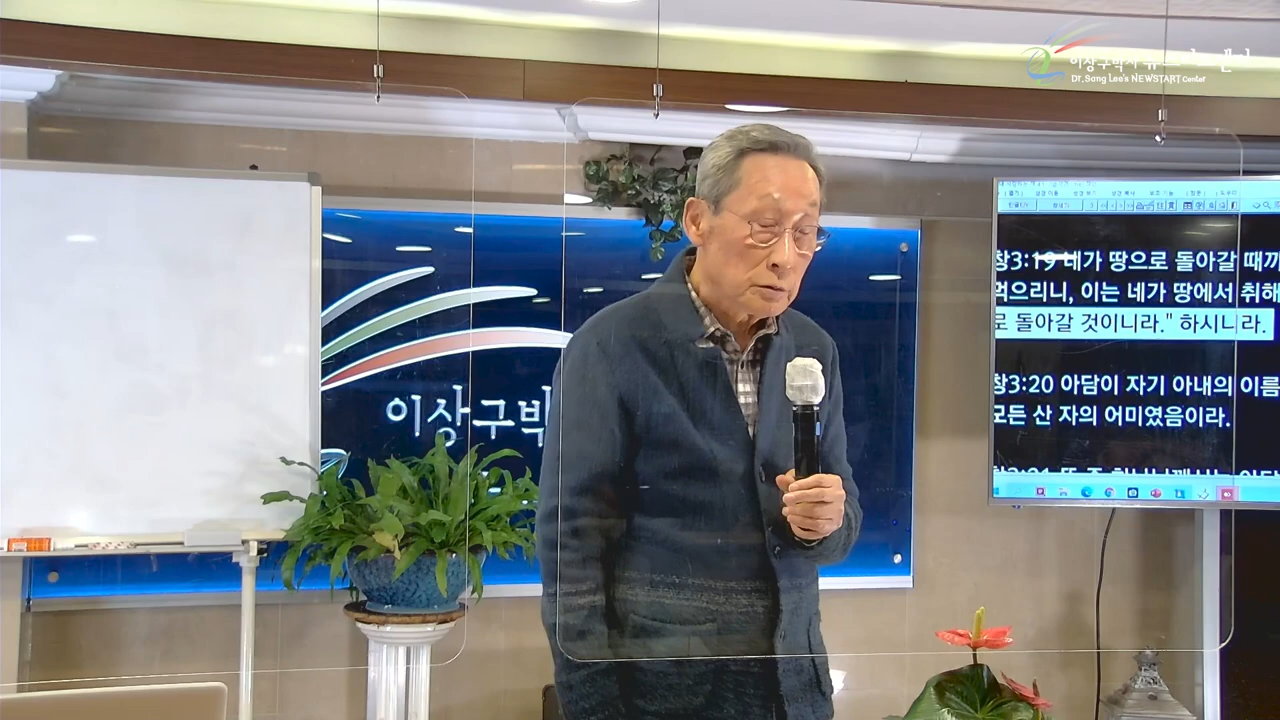 이상구박사 뉴스타트센터
Dr. Sang Lee's NEWSTART Center
이상구박
창3:19 네가 땅으로 돌아갈 때까
먹으리니, 이는 네가 땅에서 취해
로 돌아갈 것이니라." 하시니라.
창3:20 아담이 자기 아내의 이름
모든 산 자의 어미였음이라.